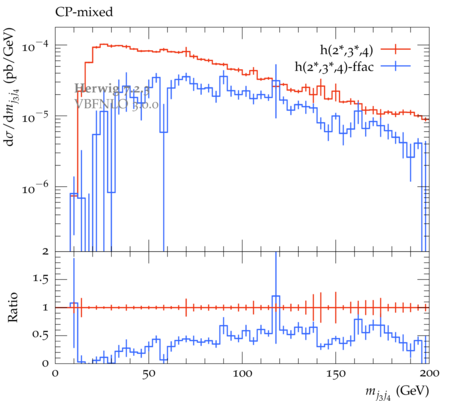 CP-mixed
dσ/dm_{j₃j₄} (pb/GeV)
10⁻⁴
10⁻⁵
10⁻⁶
h(2*,3*,4)
h(2*,3*,4)-ffac
Herwig 7.2.2
VBFNLO 3.0.0
Ratio
2
1.5
1
0.5
0
0 50 100 150 200
m_{j₃j₄} (GeV)